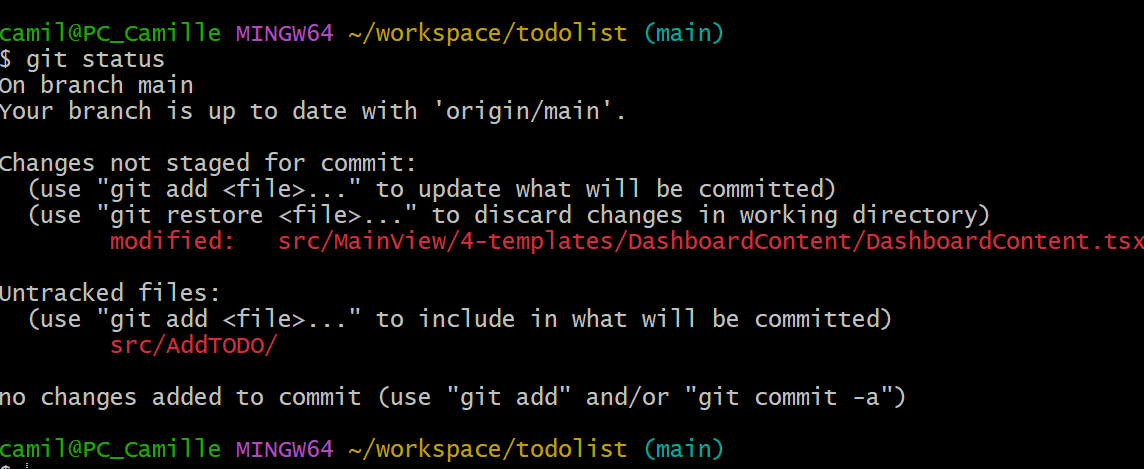 camil@PC_Camille MINGW64 ~/workspace/todolist (main)
$ git status
On branch main
Your branch is up to date with 'origin/main'.
Changes not staged for commit:
  (use "git add <file>..." to update what will be committed)
  (use "git restore <file>..." to discard changes in working directory)
        modified:   src/MainView/4-templates/DashboardContent/DashboardContent.tsx
Untracked files:
  (use "git add <file>..." to include in what will be committed)
        src/AddTODO/
no changes added to commit (use "git add" and/or "git commit -a")
camil@PC_Camille MINGW64 ~/workspace/todolist (main)
$